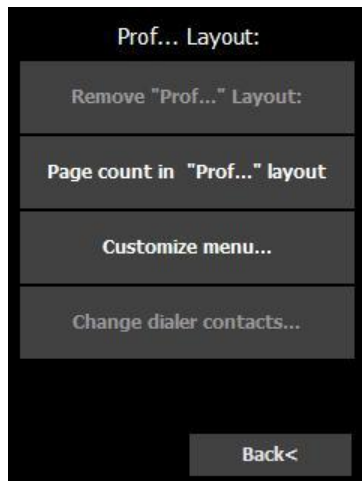 Prof... Layout:
Remove "Prof..." Layout:
Page count in "Prof..." layout
Customize menu...
Change dialer contacts...
Back<